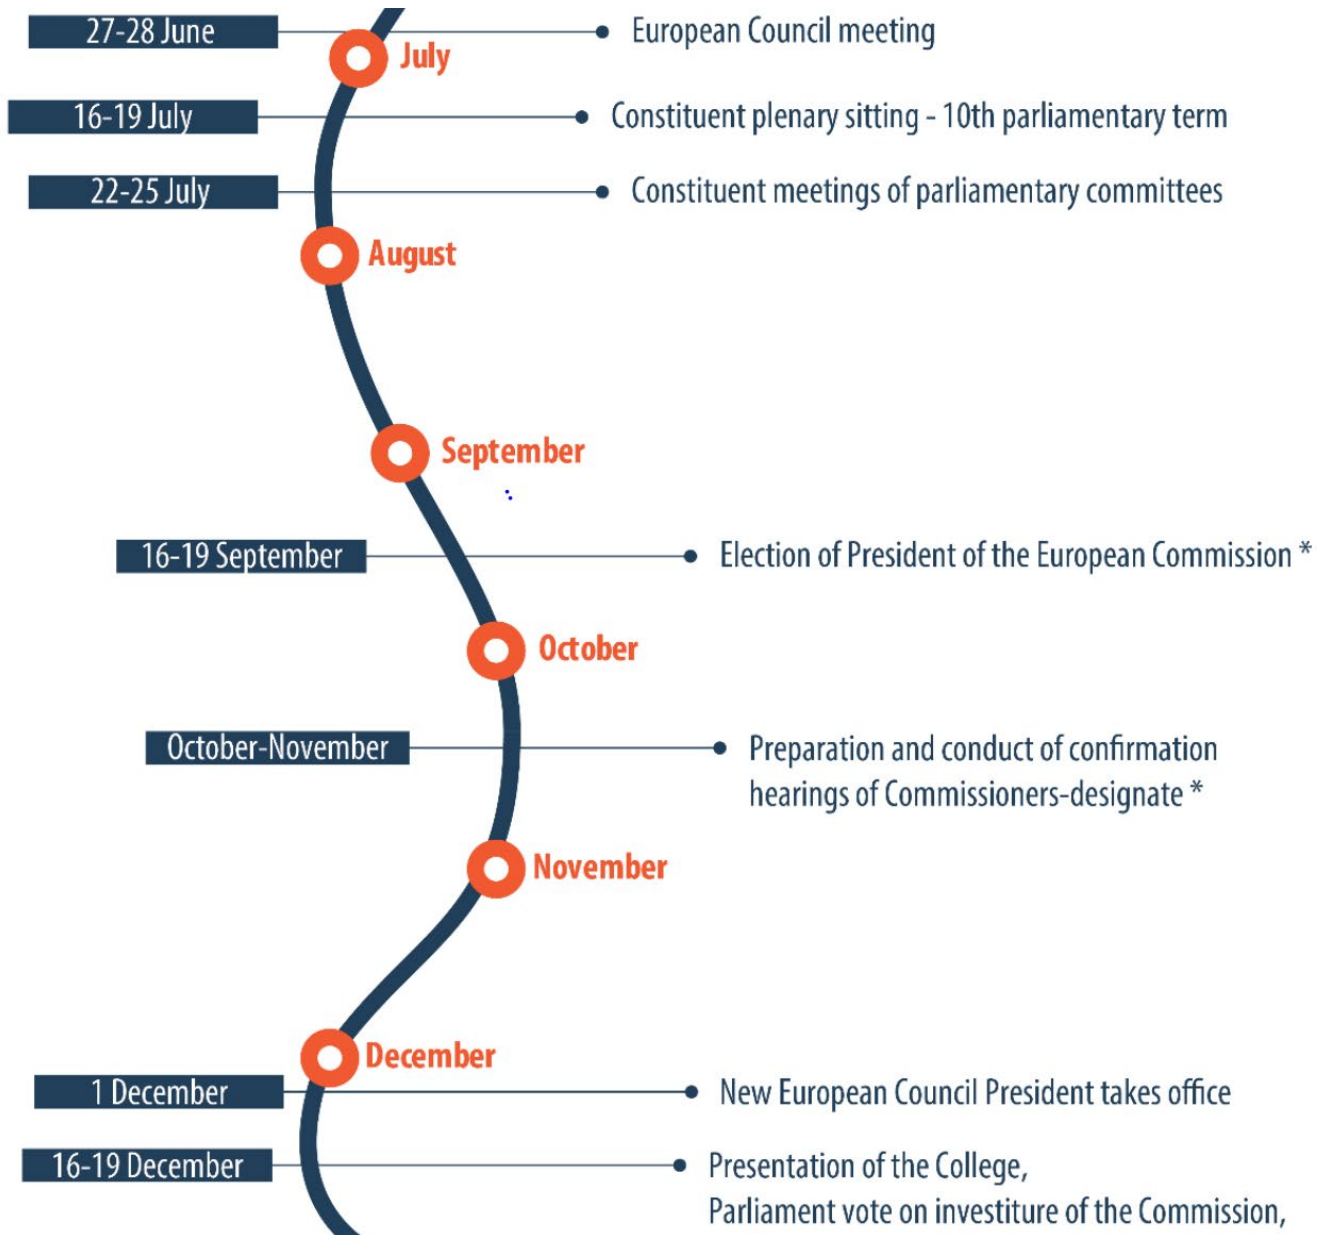 27-28 June
European Council meeting
July
16-19 July
Constituent plenary sitting - 10th parliamentary term
22-25 July
Constituent meetings of parliamentary committees
August
September
16-19 September
Election of President of the European Commission *
October
October-November
Preparation and conduct of confirmation
hearings of Commissioners-designate *
November
December
1 December
New European Council President takes office
16-19 December
Presentation of the College,
Parliament vote on investiture of the Commission,